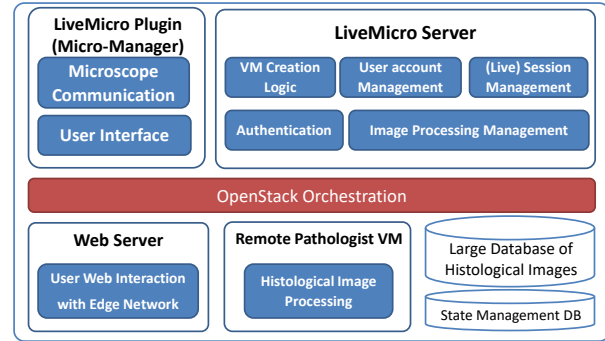 LiveMicro Plugin
(Micro-Manager)
Microscope
Communication
User Interface
LiveMicro Server
VM Creation
Logic
User account
Management
(Live) Session
Management
Authentication
Image Processing Management
OpenStack Orchestration
Web Server
User Web Interaction
with Edge Network
Remote Pathologist VM
Histological Image
Processing
Large Database of
Histological Images
State Management DB